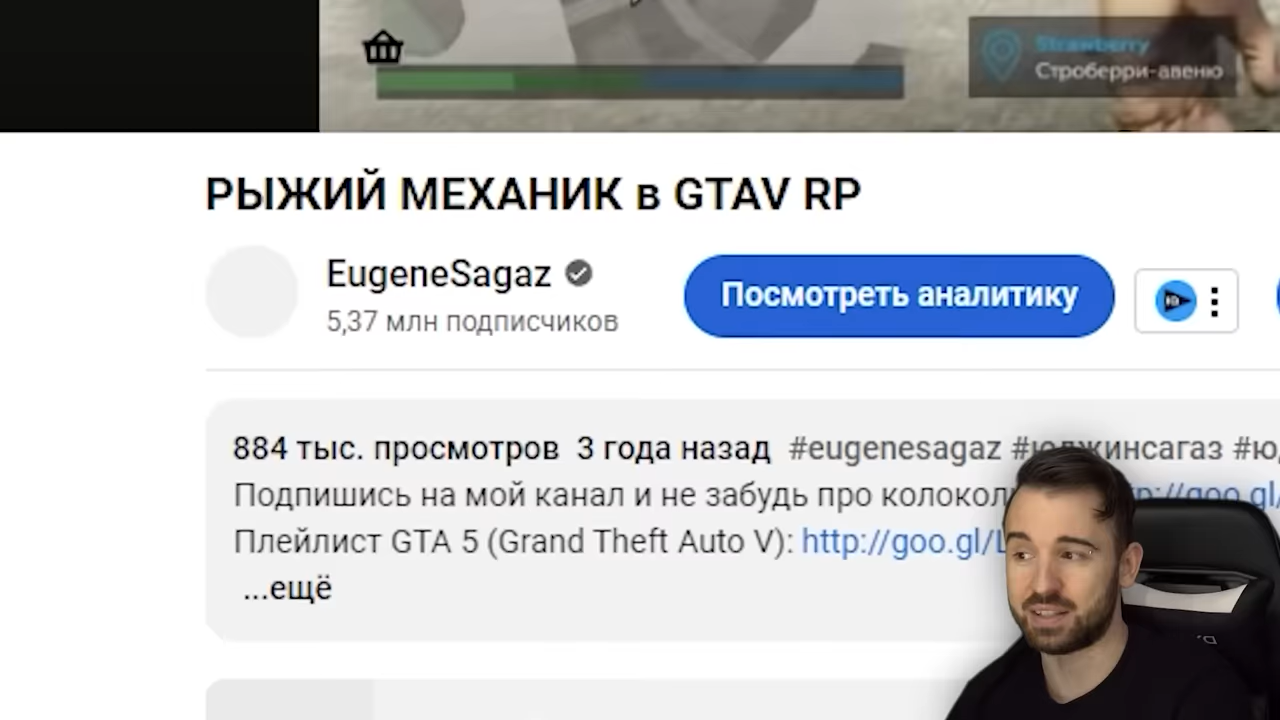 Strawberry
Строберри-авеню
РЫЖИЙ МЕХАНИК в GTAV RP
EugeneSagaz
5,37 млн подписчиков
Посмотреть аналитику
884 тыс. просмотров 3 года назад #eugenesagaz #юджинсагаз
Подпишись на мой канал и не забудь про
Плейлист GTA 5 (Grand Theft Auto V): http://goo.gl/
...ещё